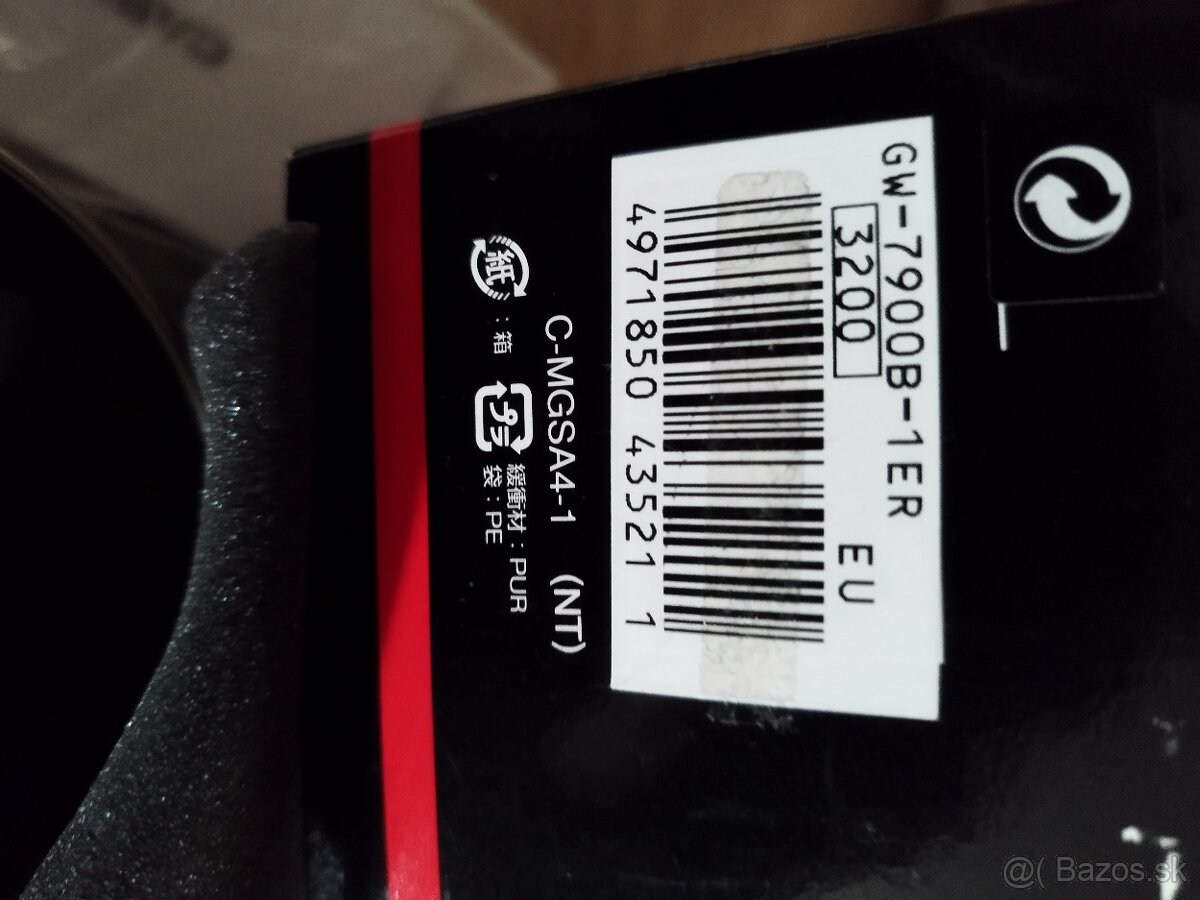 GW-7900B-1ER
3200 EU
4971850 43521 1
C-MGSA4-1 (NT)
紙 : 箱 プラ 緩衝材 : PUR
袋 : PE
@( Bazos.sk